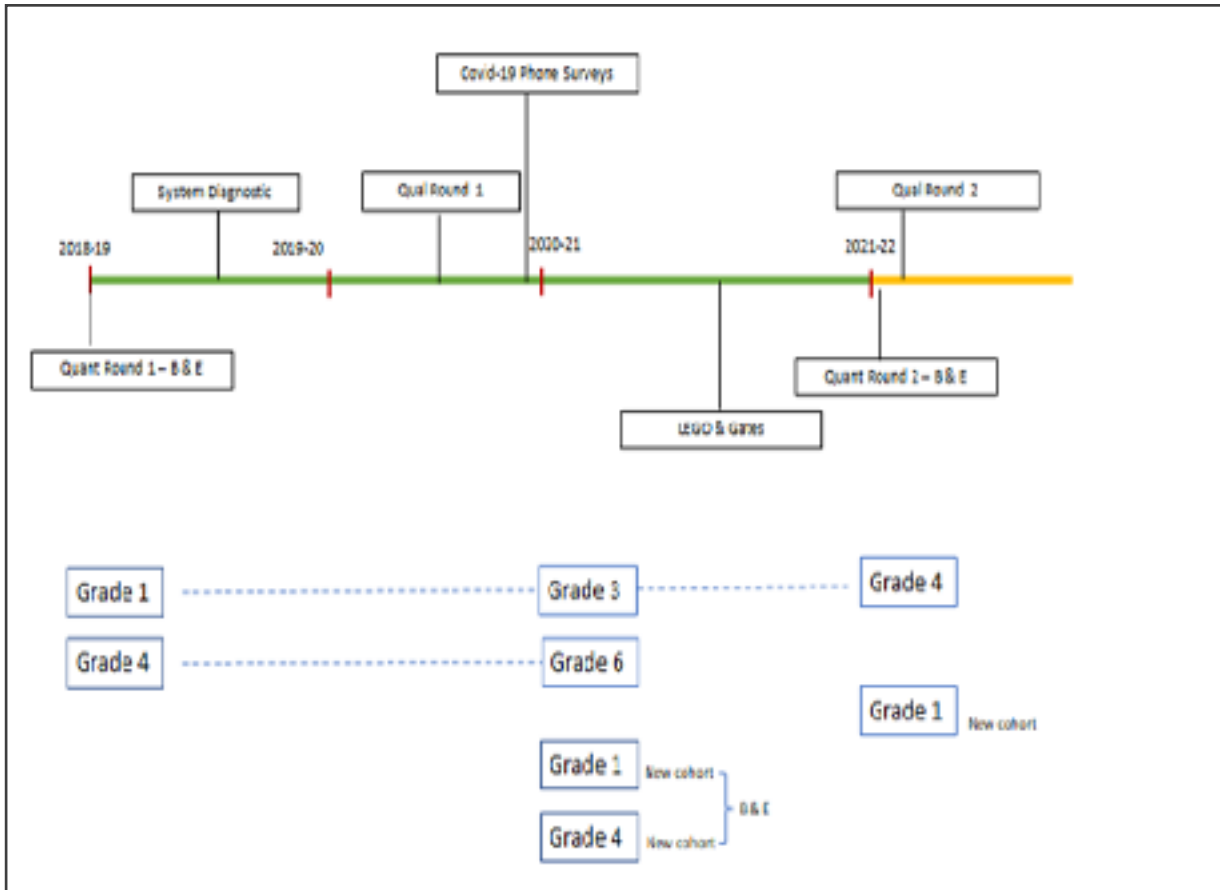 Covid-19 Phone Surveys
System Diagnostic
Qual Round 1
Qual Round 2
2018-19
2019-20
2020-21
2021-22
Quant Round 1 – B & E
Quant Round 2 – B & E
LEGO & Gates
Grade 1
Grade 3
Grade 4
Grade 4
Grade 6
Grade 1
New cohort
Grade 1
New cohort
B & E
Grade 4
New cohort